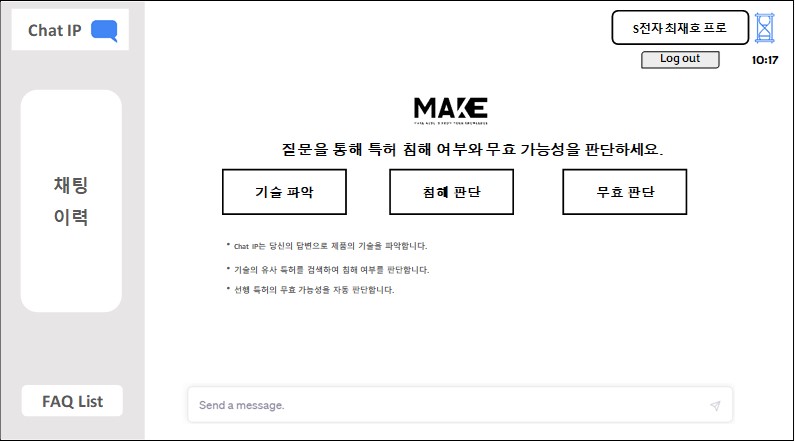 Chat IP
S전자 최재호 프로
Log out
10:17
채팅
이력
FAQ List
MAKE
질문을 통해 특허 침해 여부와 무효 가능성을 판단하세요.
기술 파악
침해 판단
무효 판단
* Chat IP는 당신의 답변으로 제품의 기술을 파악합니다.
* 기술의 유사 특허를 검색하여 침해 여부를 판단합니다.
* 선행 특허의 무효 가능성을 자동 판단합니다.
Send a message.